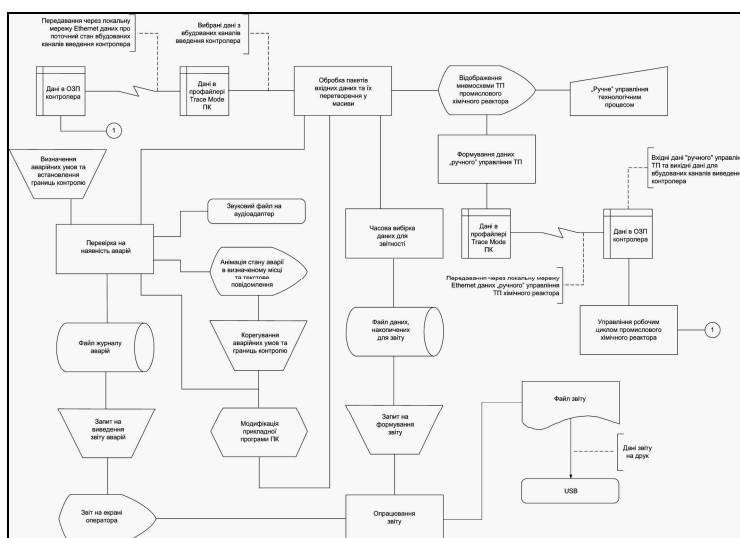 Передавання через локальну
мережу Ethernet даних про
поточний стан вбудованих
каналів введення контролера
Вибрані дані з
вбудованих каналів
введення контролера
Дані в ОЗП
контролера
Дані в
профайлері
Trace Mode
ПК
Обробка пакетів
вхідних даних та їх
перетворення у
масиви
Відображення
мнемосхеми ТП
промислового
хімічного реактора
„Ручне” управління
технологічним
процесом
1
Визначення
аварійних умов та
встановлення
границь контролю
Формування даних
„ручного” управління ТП
Вхідні дані "ручного" управління
ТП та вихідні дані для
вбудованих каналів виведення
контролера
Звуковий файл на
аудіоадаптер
Перевірка на
наявність аварій
Часова вибірка
даних для
звітності
Дані в
профайлері
Trace Mode
ПК
Дані в ОЗП
контролера
Анімація стану аварії
в визначеному місці
та текстове
повідомлення
Передавання через локальну мережу
Ethernet даних „ручного” управління
ТП хімічного реактора
Файл журналу
аварій
Корегування
аварійних умов та
границь контролю
Файл даних,
накопичених
для звіту
Управління робочим
циклом промислового
хімічного реактора
1
Запит на
виведення
звіту аварій
Модифікація
прикладної
програми ПК
Запит на
формування
звіту
Файл звіту
Дані звіту
на друк
USB
Звіт на екрані
оператора
Опрацювання
звіту